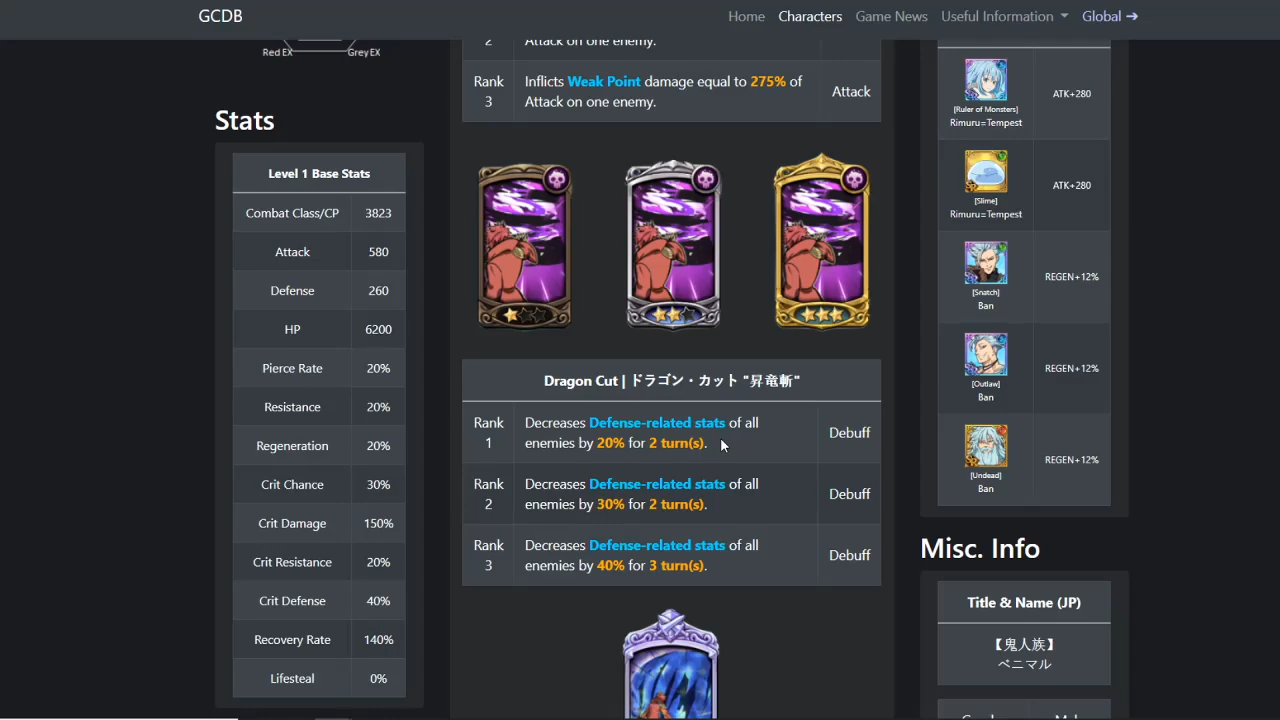 GCDB
Home Characters Game News Useful Information Global ➔
Red EX Grey EX
Stats
Level 1 Base Stats
Combat Class/CP 3823
Attack 580
Defense 260
HP 6200
Pierce Rate 20%
Resistance 20%
Regeneration 20%
Crit Chance 30%
Crit Damage 150%
Crit Resistance 20%
Crit Defense 40%
Recovery Rate 140%
Lifesteal 0%
2 Attack on one enemy.
Rank 3 Inflicts Weak Point damage equal to 275% of
Attack on one enemy.
Attack
Dragon Cut | ドラゴン・カット "昇竜斬"
Rank 1 Decreases Defense-related stats of all
enemies by 20% for 2 turn(s).
Debuff
Rank 2 Decreases Defense-related stats of all
enemies by 30% for 2 turn(s).
Debuff
Rank 3 Decreases Defense-related stats of all
enemies by 40% for 3 turn(s).
Debuff
[Ruler of Monsters]
Rimuru=Tempest
ATK+280
[Slime]
Rimuru=Tempest
ATK+280
[Snatch]
Ban
REGEN+12%
[Outlaw]
Ban
REGEN+12%
[Undead]
Ban
REGEN+12%
Misc. Info
Title & Name (JP)
【鬼人族】
ベニマル